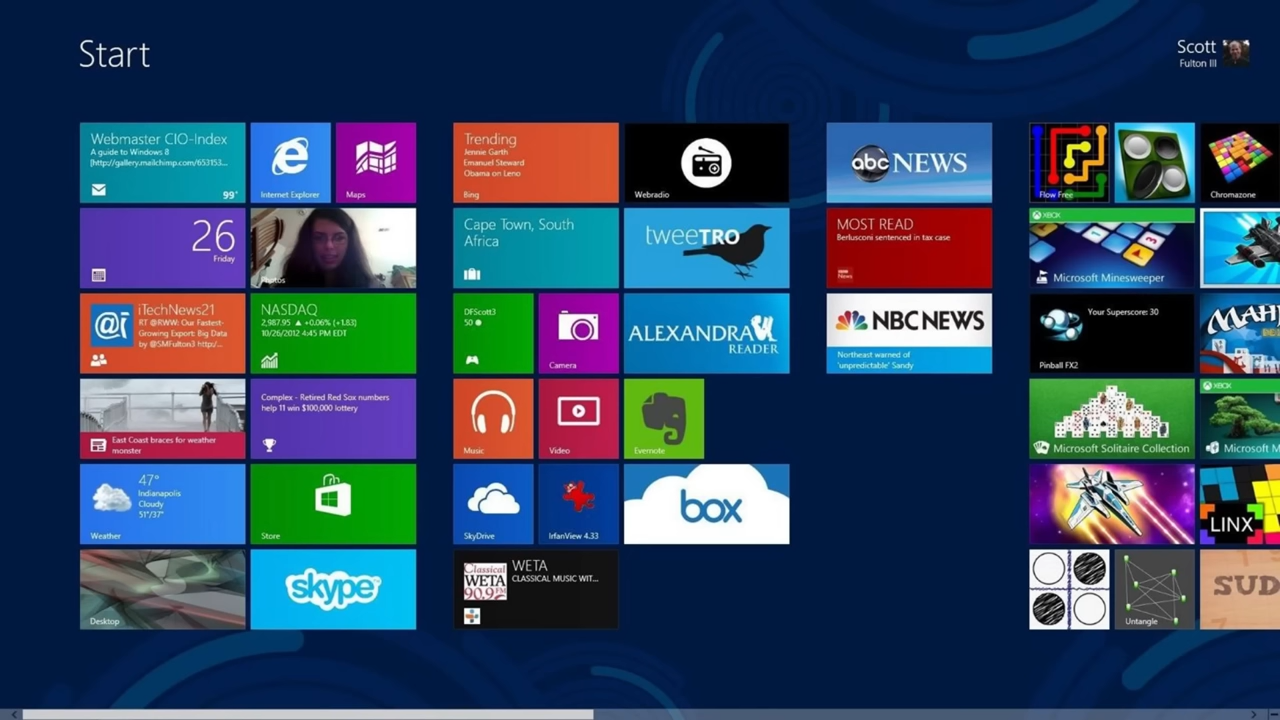 Start
Scott
Fulton III
Webmaster CIO-Index
A guide to Windows 8
[http://gallery.mailchimp.com/653153...
99+
Internet Explorer
Maps
26
Friday
Photos
@i
iTechNews21
RT @RWW: Our Fastest-
Growing Export: Big Data
by @SMFulton3 http:/...
NASDAQ
2,987.95 ▲ +0.06% (+1.83)
10/26/2012 4:45 PM EDT
East Coast braces for weather
monster
Complex - Retired Red Sox numbers
help 11 win $100,000 lottery
47°
Indianapolis
Cloudy
51°/37°
Weather
Store
Desktop
skype
Trending
Jennie Garth
Emanuel Steward
Obama on Leno
Bing
Webradio
Cape Town, South
Africa
tweeTRO
DFScott3
50
Camera
ALEXANDRA
READER
Music
Video
Evernote
SkyDrive
IrfanView 4.33
box
Classical
WETA
90.9 FM
WETA
CLASSICAL MUSIC WIT...
abc NEWS
MOST READ
Berlusconi sentenced in tax case
BBC
News
NBC NEWS
Northeast warned of
'unpredictable' Sandy
Flow Free
Chromazone
XBOX
Microsoft Minesweeper
Your Superscore: 30
Pinball FX2
MAH
Microsoft Solitaire Collection
XBOX
Microsoft M
LINX
Untangle
SUD